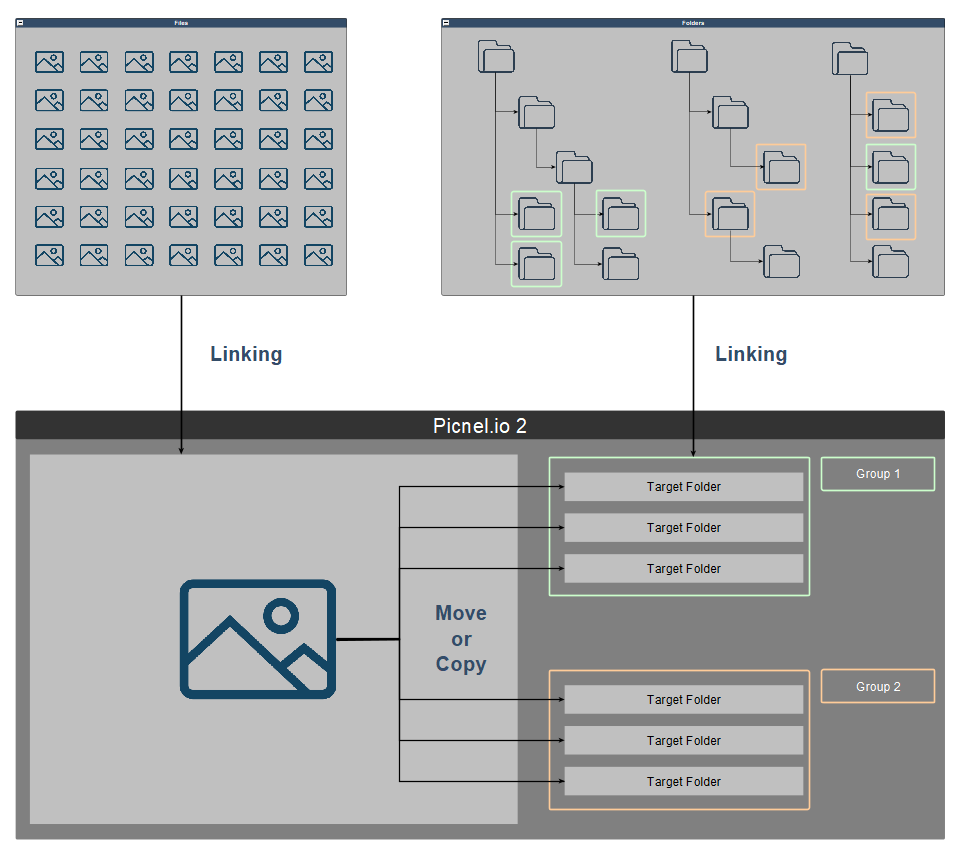 Files
Folders
Linking
Linking
Picnel.io 2
Target Folder
Target Folder
Target Folder
Group 1
Move
or
Copy
Target Folder
Target Folder
Target Folder
Group 2